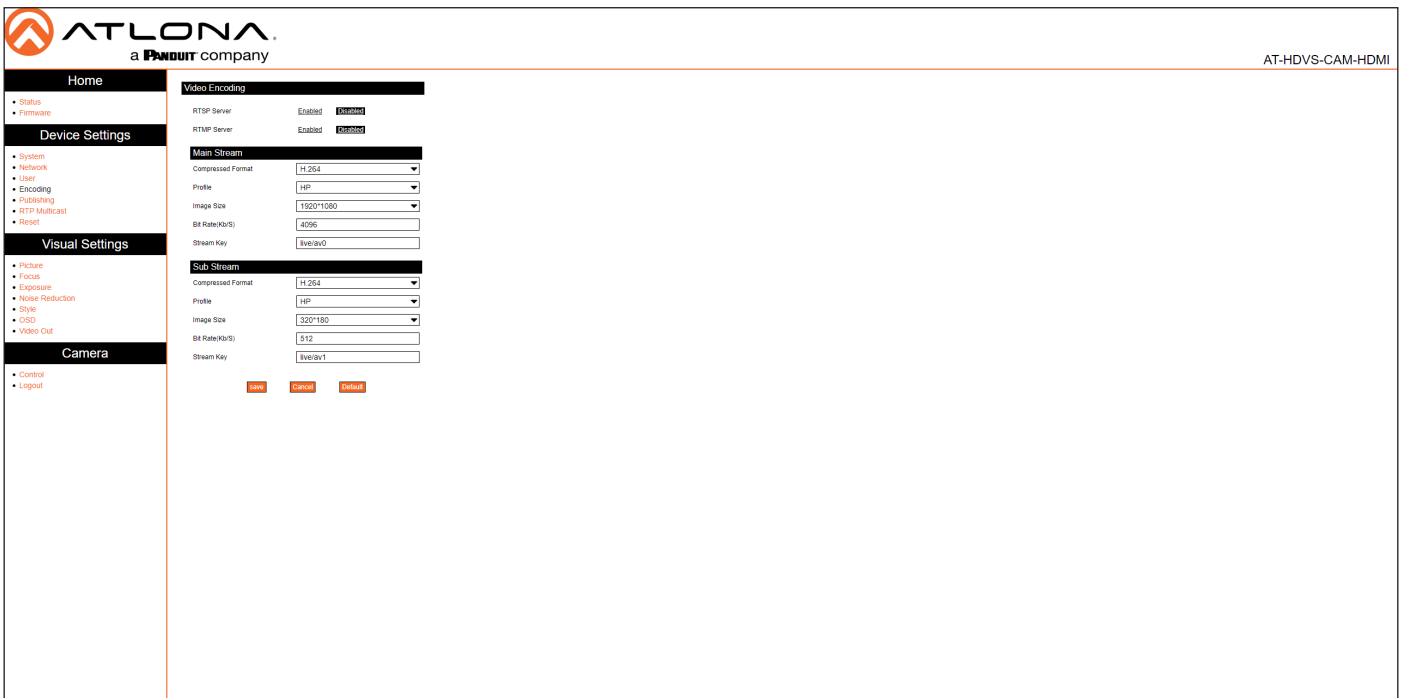 ATLONA.
a PANDUIT company
AT-HDVS-CAM-HDMI
Home
Status
Firmware
Device Settings
System
Network
User
Encoding
Publishing
RTP Multicast
Reset
Visual Settings
Picture
Focus
Exposure
Noise Reduction
Style
OSD
Video Out
Camera
Control
Logout
Video Encoding
RTSP Server Enabled Disabled
RTMP Server Enabled Disabled
Main Stream
Compressed Format H.264
Profile HP
Image Size 1920*1080
Bit Rate(Kb/S) 4096
Stream Key live/av0
Sub Stream
Compressed Format H.264
Profile HP
Image Size 320*180
Bit Rate(Kb/S) 512
Stream Key live/av1
save Cancel Default